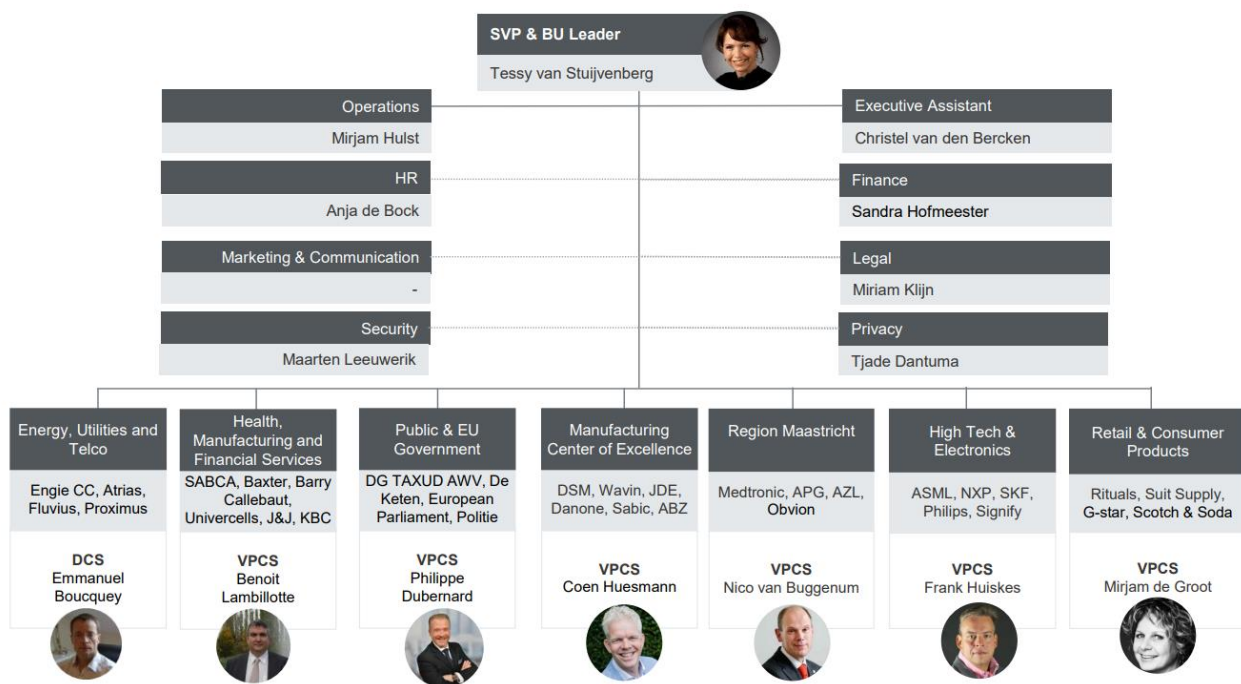 SVP & BU Leader
Tessy van Stuijvenberg
Operations
Mirjam Hulst
Executive Assistant
Christel van den Bercken
HR
Anja de Bock
Finance
Sandra Hofmeester
Marketing & Communication
-
Legal
Miriam Klijn
Security
Maarten Leeuwerik
Privacy
Tjade Dantuma
Energy, Utilities and
Telco
Engie CC, Atrias,
Fluvius, Proximus
DCS
Emmanuel
Boucquey
Health,
Manufacturing and
Financial Services
SABCA, Baxter, Barry
Callebaut,
Univercells, J&J, KBC
VPCS
Benoit
Lambillotte
Public & EU
Government
DG TAXUD AWV, De
Keten, European
Parliament, Politie
VPCS
Philippe
Dubernard
Manufacturing
Center of Excellence
DSM, Wavin, JDE,
Danone, Sabic, ABZ
VPCS
Coen Huesmann
Region Maastricht
Medtronic, APG, AZL,
Obvion
VPCS
Nico van Buggenum
High Tech &
Electronics
ASML, NXP, SKF,
Philips, Signify
VPCS
Frank Huiskes
Retail & Consumer
Products
Rituals, Suit Supply,
G-star, Scotch & Soda
VPCS
Mirjam de Groot